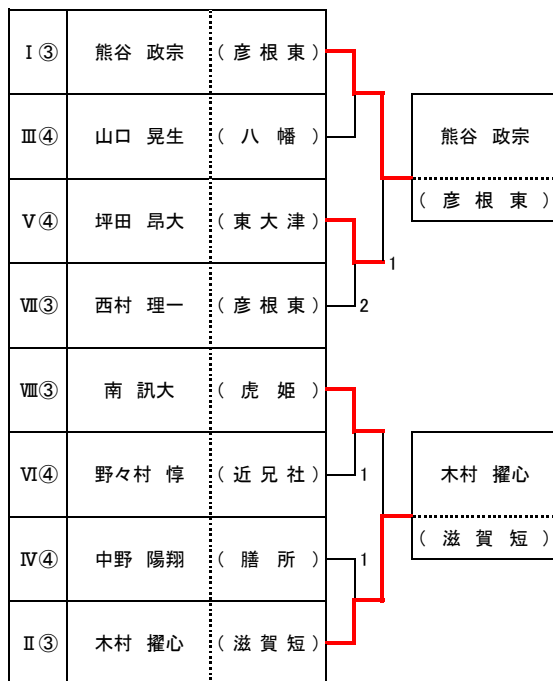 Ⅰ③ 熊谷 政宗 (彦根東)
Ⅲ④ 山口 晃生 (八幡)
Ⅴ④ 坪田 昂大 (東大津)
Ⅶ③ 西村 理一 (彦根東)
Ⅷ③ 南 訊大 (虎姫)
Ⅵ④ 野々村 惇 (近兄社)
Ⅳ④ 中野 陽翔 (膳所)
Ⅱ③ 木村 擢心 (滋賀短)
1
2
1
1
熊谷 政宗
(彦根東)
木村 擢心
(滋賀短)